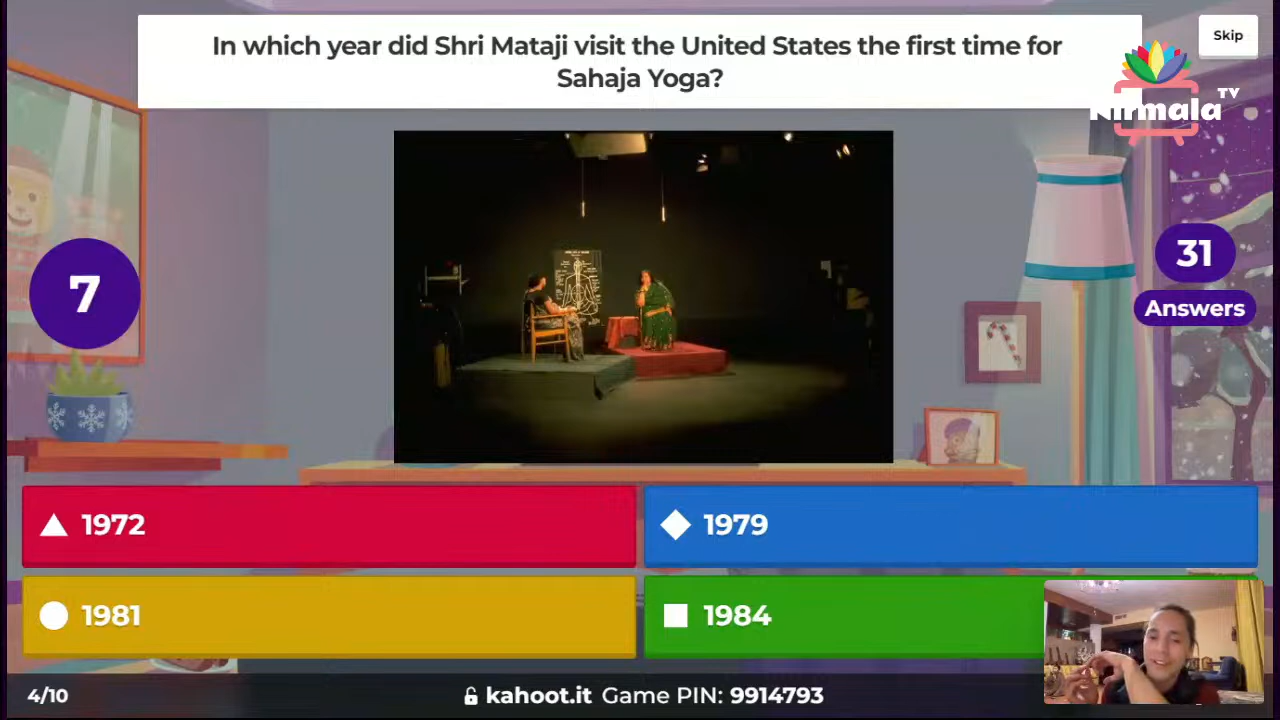 In which year did Shri Mataji visit the United States the first time for
Sahaja Yoga?
Skip
Nirmala TV
7
31
Answers
1972
1979
1981
1984
4/10
kahoot.it Game PIN: 9914793